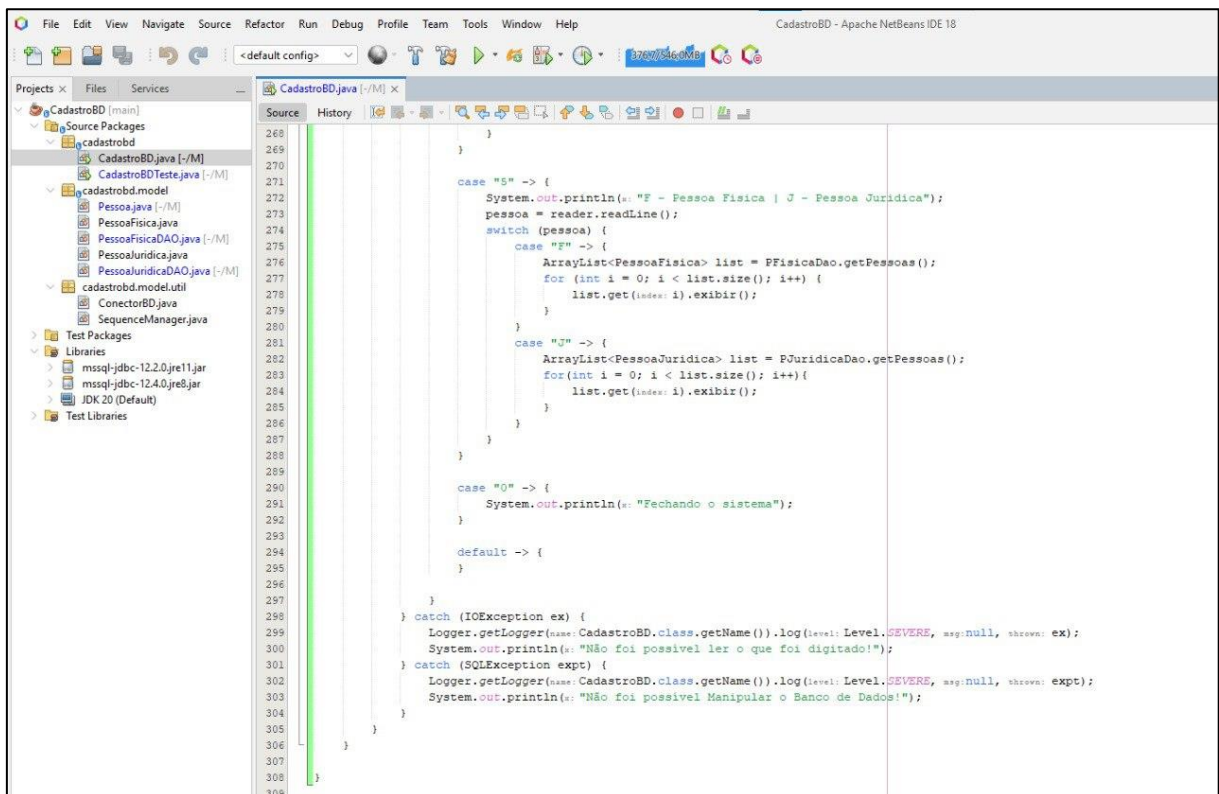 File Edit View Navigate Source Refactor Run Debug Profile Team Tools Window Help
CadastroBD - Apache NetBeans IDE 18
<default config>
376,7/546,0MB
Projects × Files Services
CadastroBD [main]
Source Packages
cadastrobd
CadastroBD.java [-/M]
CadastroBDTeste.java [-/M]
cadastrobd.model
Pessoa.java [-/M]
PessoaFisica.java
PessoaFisicaDAO.java [-/M]
PessoaJuridica.java
PessoaJuridicaDAO.java [-/M]
cadastrobd.model.util
ConectorBD.java
SequenceManager.java
Test Packages
Libraries
mssql-jdbc-12.2.0.jre11.jar
mssql-jdbc-12.4.0.jre8.jar
JDK 20 (Default)
Test Libraries
CadastroBD.java [-/M] ×
Source History
268 }
269 }
270
271 case "5" -> {
272 System.out.println(x: "F - Pessoa Fisica | J - Pessoa Juridica");
273 pessoa = reader.readLine();
274 switch (pessoa) {
275 case "F" -> {
276 ArrayList<PessoaFisica> list = PFisicaDao.getPessoas();
277 for (int i = 0; i < list.size(); i++) {
278 list.get(index: i).exibir();
279 }
280 }
281 case "J" -> {
282 ArrayList<PessoaJuridica> list = PJuridicaDao.getPessoas();
283 for(int i = 0; i < list.size(); i++){
284 list.get(index: i).exibir();
285 }
286 }
287 }
288 }
289
290 case "0" -> {
291 System.out.println(x: "Fechando o sistema");
292 }
293
294 default -> {
295 }
296
297 }
298 } catch (IOException ex) {
299 Logger.getLogger(name: CadastroBD.class.getName()).log(level: Level.SEVERE, msg: null, thrown: ex);
300 System.out.println(x: "Não foi possivel ler o que foi digitado!");
301 } catch (SQLException expt) {
302 Logger.getLogger(name: CadastroBD.class.getName()).log(level: Level.SEVERE, msg: null, thrown: expt);
303 System.out.println(x: "Não foi possivel Manipular o Banco de Dados!");
304 }
305 }
306 }
307
308 }
309